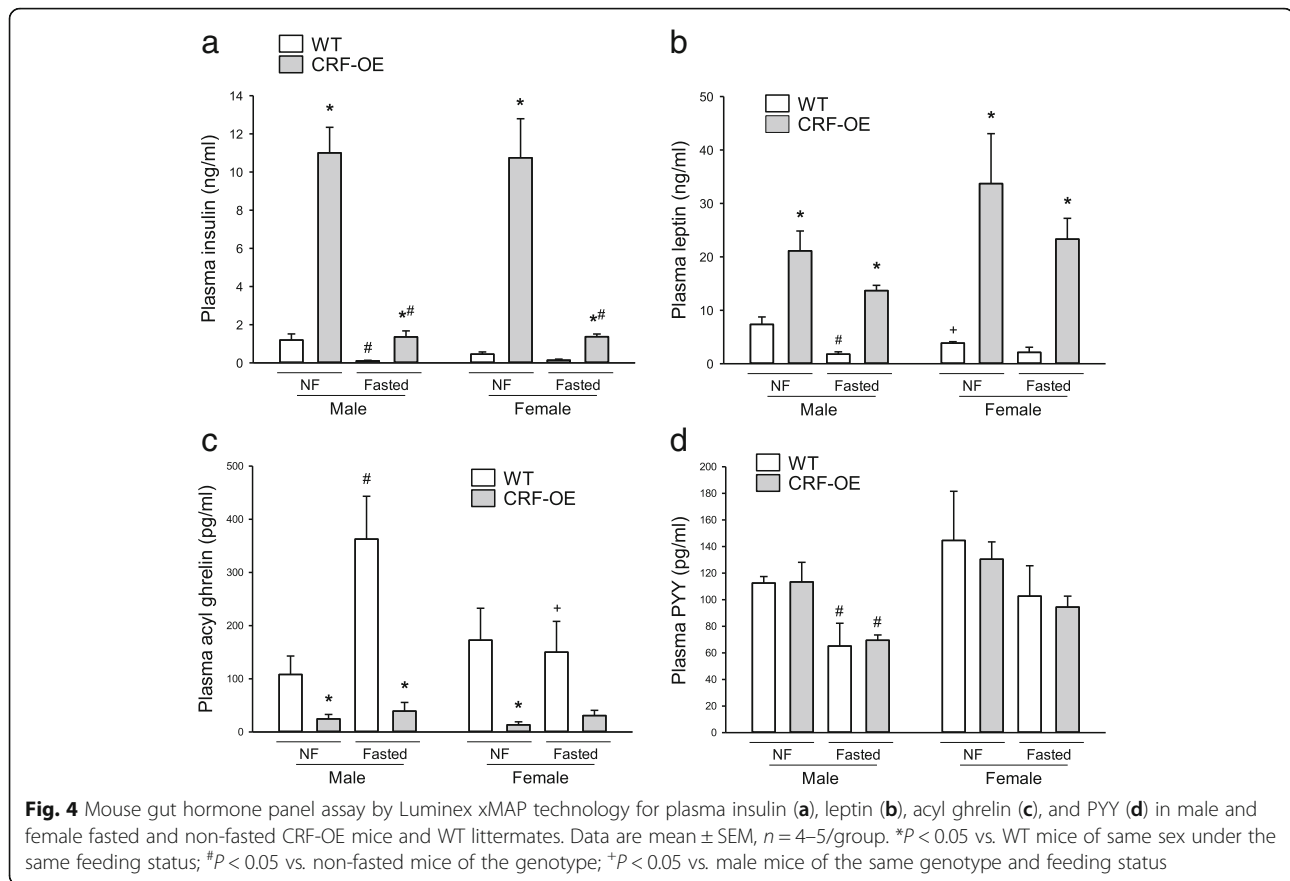 a
WT
CRF-OE
Plasma insulin (ng/ml)
14
12
10
8
6
4
2
0
*
#
*#
*
*#
NF
Fasted
NF
Fasted
Male
Female
b
WT
CRF-OE
Plasma leptin (ng/ml)
50
40
30
20
10
0
*
#
*
+
*
*
NF
Fasted
NF
Fasted
Male
Female
c
WT
CRF-OE
Plasma acyl ghrelin (pg/ml)
500
400
300
200
100
0
*
#
*
*
+
NF
Fasted
NF
Fasted
Male
Female
d
WT
CRF-OE
Plasma PYY (pg/ml)
200
180
160
140
120
100
80
60
40
20
0
#
#
NF
Fasted
NF
Fasted
Male
Female
Fig. 4 Mouse gut hormone panel assay by Luminex xMAP technology for plasma insulin (a), leptin (b), acyl ghrelin (c), and PYY (d) in male and
female fasted and non-fasted CRF-OE mice and WT littermates. Data are mean ± SEM, n = 4–5/group. *P < 0.05 vs. WT mice of same sex under the
same feeding status; #P < 0.05 vs. non-fasted mice of the genotype; +P < 0.05 vs. male mice of the same genotype and feeding status